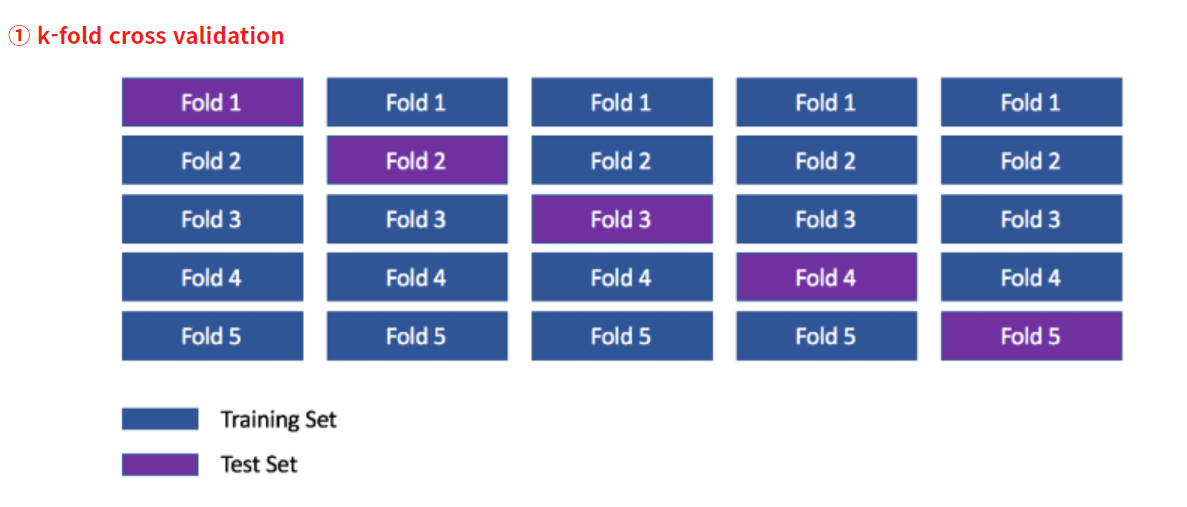 ① k-fold cross validation
Fold 1 Fold 1 Fold 1 Fold 1 Fold 1
Fold 2 Fold 2 Fold 2 Fold 2 Fold 2
Fold 3 Fold 3 Fold 3 Fold 3 Fold 3
Fold 4 Fold 4 Fold 4 Fold 4 Fold 4
Fold 5 Fold 5 Fold 5 Fold 5 Fold 5
Training Set
Test Set